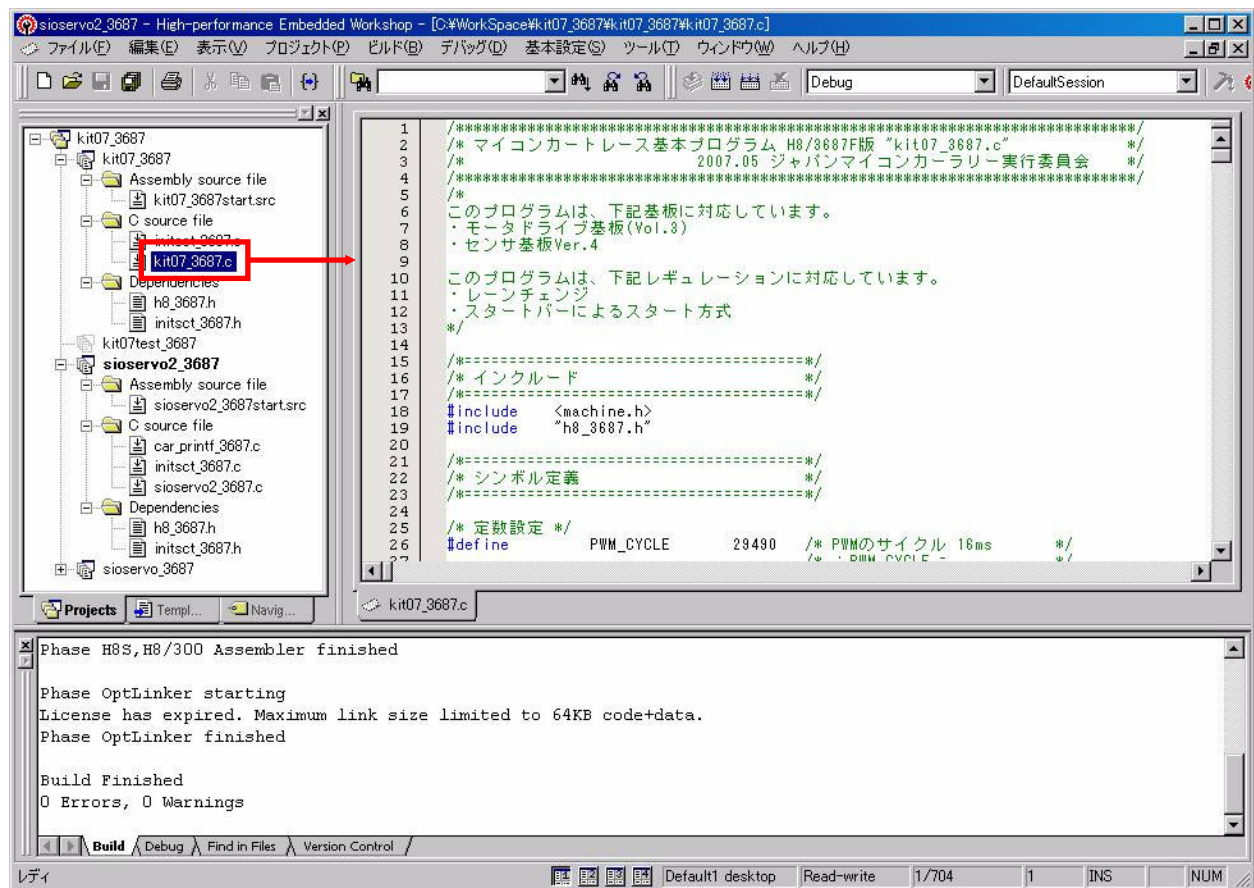 sioservo2_3687 - High-performance Embedded Workshop - [C:¥WorkSpace¥kit07_3687¥kit07_3687¥kit07_3687.c]
ファイル(F) 編集(E) 表示(V) プロジェクト(P) ビルド(B) デバッグ(D) 基本設定(S) ツール(T) ウィンドウ(W) ヘルプ(H)
Debug DefaultSession
kit07_3687
kit07_3687
Assembly source file
kit07_3687start.src
C source file
initsct_3687.c
kit07_3687.c
Dependencies
h8_3687.h
initsct_3687.h
kit07test_3687
sioservo2_3687
Assembly source file
sioservo2_3687start.src
C source file
car_printf_3687.c
initsct_3687.c
sioservo2_3687.c
Dependencies
h8_3687.h
initsct_3687.h
sioservo_3687
Projects Templ... Navig...
1 /****************************************************************************/
2 /* マイコンカートレース基本プログラム H8/3687F版 "kit07_3687.c" */
3 /* 2007.05 ジャパンマイコンカーラリー実行委員会 */
4 /****************************************************************************/
5 /*
6 このプログラムは、下記基板に対応しています。
7 ・モータドライブ基板(Vol.3)
8 ・センサ基板Ver.4
9
10 このプログラムは、下記レギュレーションに対応しています。
11 ・レーンチェンジ
12 ・スタートバーによるスタート方式
13 */
14
15 /*======================================*/
16 /* インクルード */
17 /*======================================*/
18 #include <machine.h>
19 #include "h8_3687.h"
20
21 /*======================================*/
22 /* シンボル定義 */
23 /*======================================*/
24
25 /* 定数設定 */
26 #define PWM_CYCLE 29490 /* PWMのサイクル 16ms */
kit07_3687.c
Phase H8S,H8/300 Assembler finished
Phase OptLinker starting
License has expired. Maximum link size limited to 64KB code+data.
Phase OptLinker finished
Build Finished
0 Errors, 0 Warnings
Build Debug Find in Files Version Control
レディ Default1 desktop Read-write 1/704 1 INS NUM